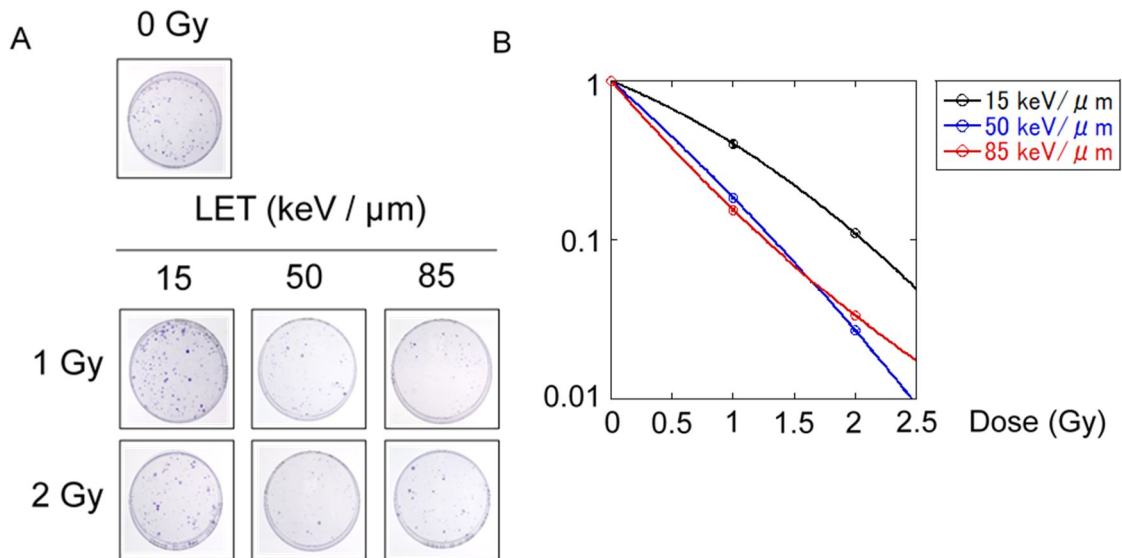 A
0 Gy
LET (keV / μm)
15 50 85
1 Gy
2 Gy
B
1
0.1
0.01
0 0.5 1 1.5 2 2.5 Dose (Gy)
15 keV/μm
50 keV/μm
85 keV/μm